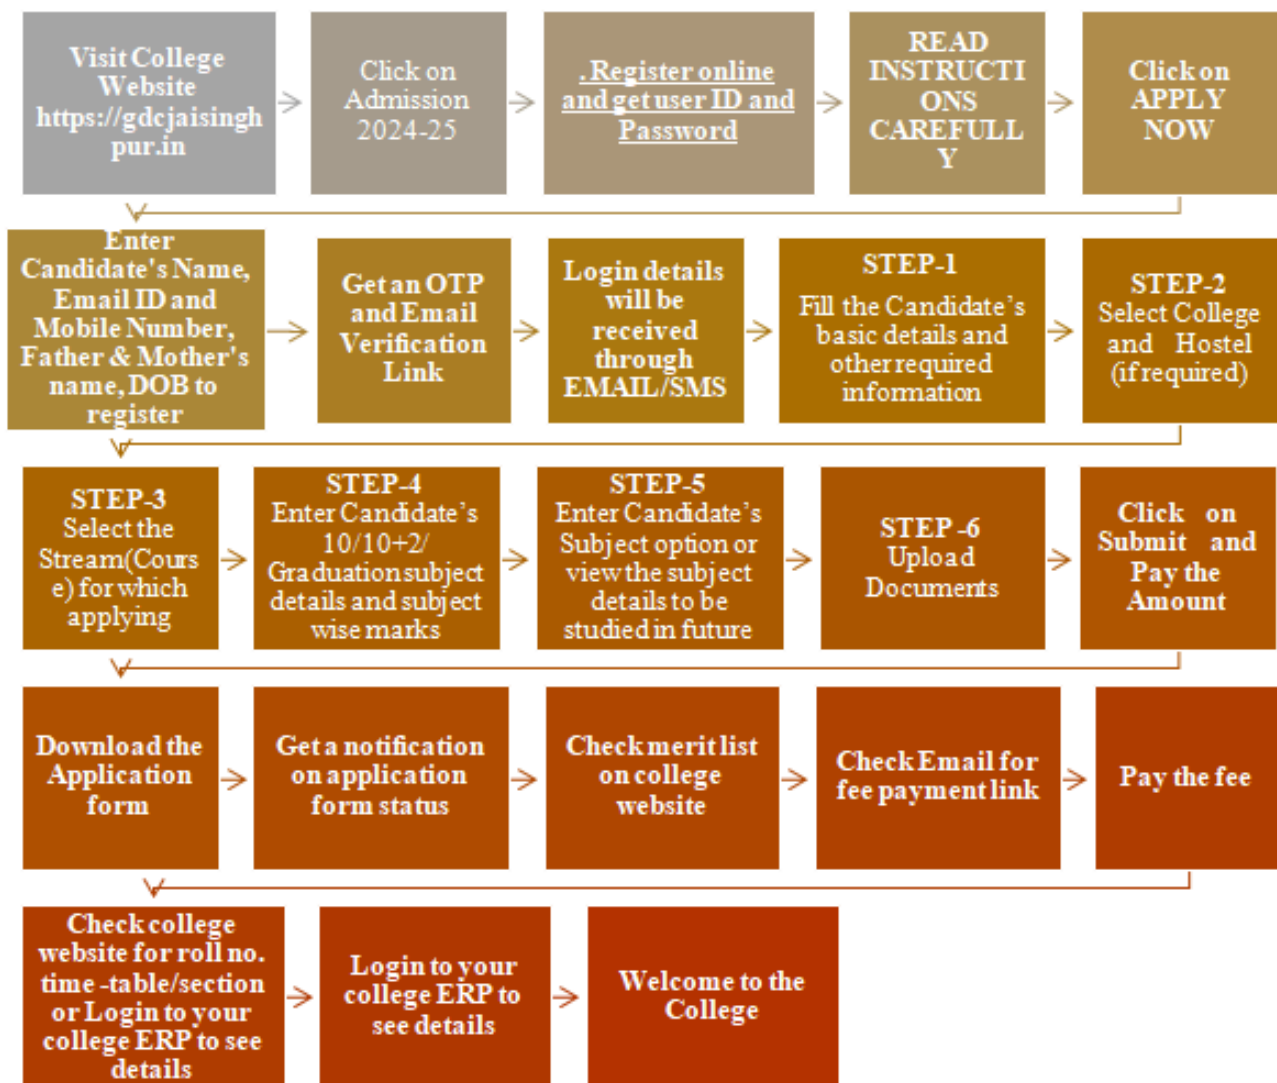 Visit College
Website
https://gdcjaisingh
pur.in
Click on
Admission
2024-25
. Register online
and get user ID and
Password
READ
INSTRUCTI
ONS
CAREFULL
Y
Click on
APPLY
NOW
Enter
Candidate's Name,
Email ID and
Mobile Number,
Father & Mother's
name, DOB to
register
Get an OTP
and Email
Verification
Link
Login details
will be
received
through
EMAIL/SMS
STEP-1
Fill the Candidate’s
basic details and
other required
information
STEP-2
Select College
and Hostel
(if required)
STEP-3
Select the
Stream(Cours
e) for which
applying
STEP-4
Enter Candidate’s
10/10+2/
Graduation subject
details and subject
wise marks
STEP-5
Enter Candidate’s
Subject option or
view the subject
details to be
studied in future
STEP -6
Upload
Documents
Click on
Submit and
Pay the
Amount
Download the
Application
form
Get a notification
on application
form status
Check merit list
on college
website
Check Email for
fee payment link
Pay the fee
Check college
website for roll no.
time -table/section
or Login to your
college ERP to see
details
Login to your
college ERP to
see details
Welcome to the
College